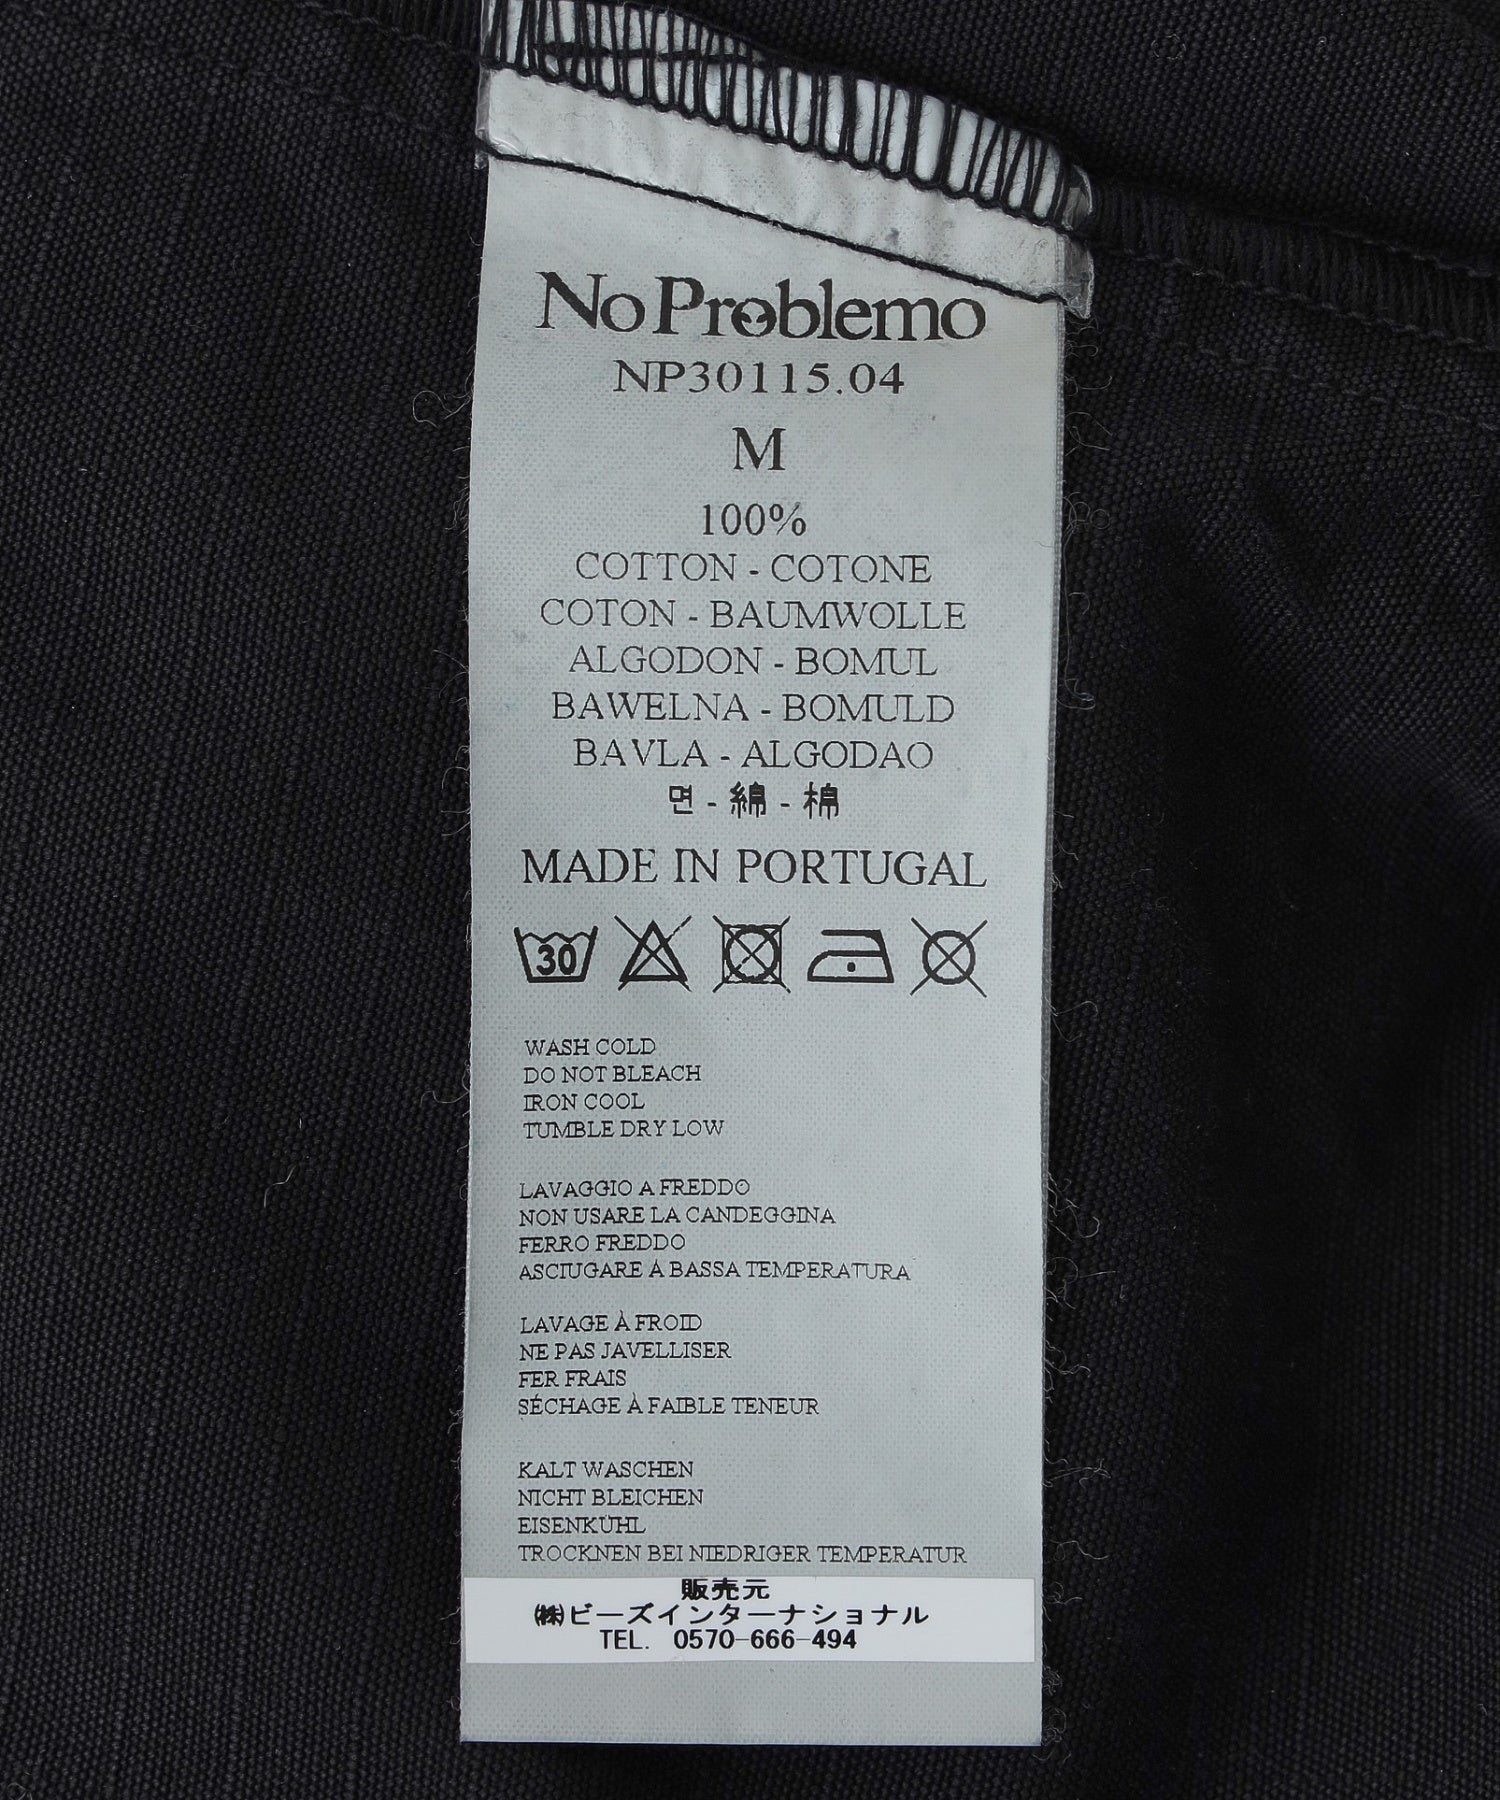 No Problemo
NP30115.04
M
100%
COTTON - COTONE
COTON - BAUMWOLLE
ALGODON - BOMUL
BAWELNA - BOMULD
BAVLA - ALGODAO
면 - 綿 - 棉
MADE IN PORTUGAL
30
WASH COLD
DO NOT BLEACH
IRON COOL
TUMBLE DRY LOW
LAVAGGIO A FREDDO
NON USARE LA CANDEGGINA
FERRO FREDDO
ASCIUGARE A BASSA TEMPERATURA
LAVAGE À FROID
NE PAS JAVELLISER
FER FRAIS
SÉCHAGE À FAIBLE TENEUR
KALT WASCHEN
NICHT BLEICHEN
EISENKÜHL
TROCKNEN BEI NIEDRIGER TEMPERATUR
販売元
㈱ビーズインターナショナル
TEL. 0570-666-494